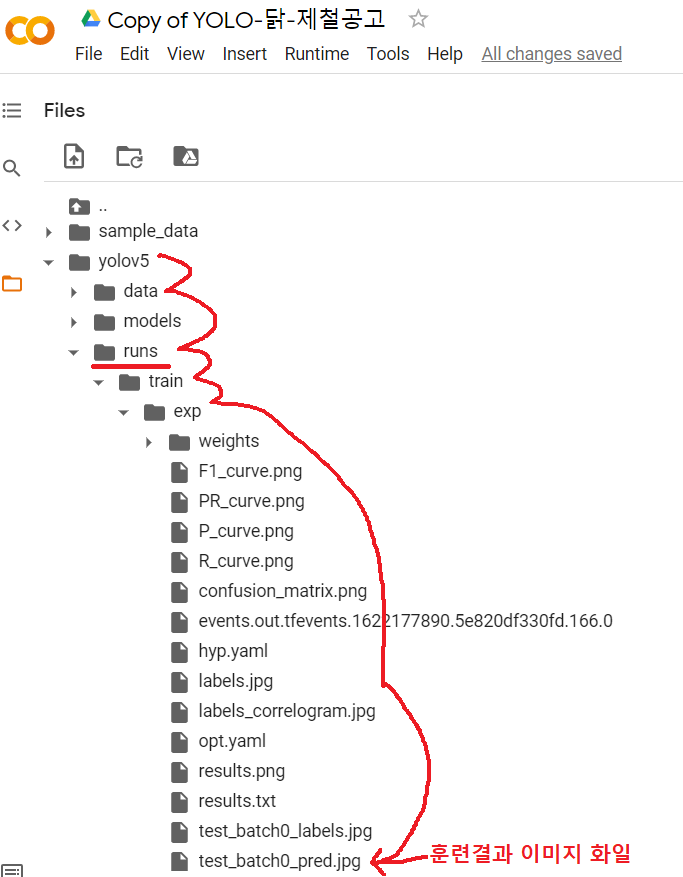 Copy of YOLO-닭-제철공고
File Edit View Insert Runtime Tools Help All changes saved
Files
..
sample_data
yolov5
data
models
runs
train
exp
weights
F1_curve.png
PR_curve.png
P_curve.png
R_curve.png
confusion_matrix.png
events.out.tfevents.1622177890.5e820df330fd.166.0
hyp.yaml
labels.jpg
labels_correlogram.jpg
opt.yaml
results.png
results.txt
test_batch0_labels.jpg
test_batch0_pred.jpg 훈련결과 이미지 화일